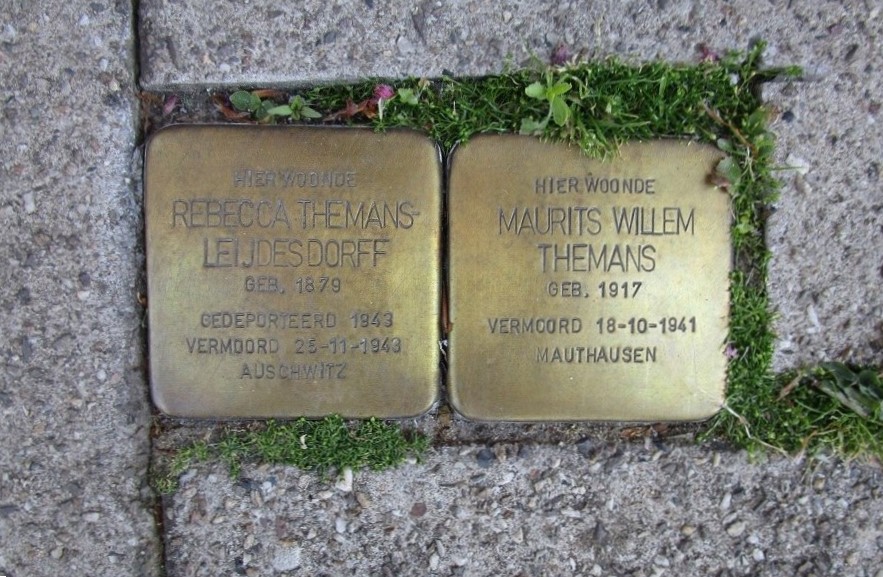 HIER WOONDE
REBECCA THEMANS-
LEIJDESDORFF
GEB. 1879
GEDEPORTEERD 1943
VERMOORD 25-11-1943
AUSCHWITZ
HIER WOONDE
MAURITS WILLEM
THEMANS
GEB. 1917
VERMOORD 18-10-1941
MAUTHAUSEN